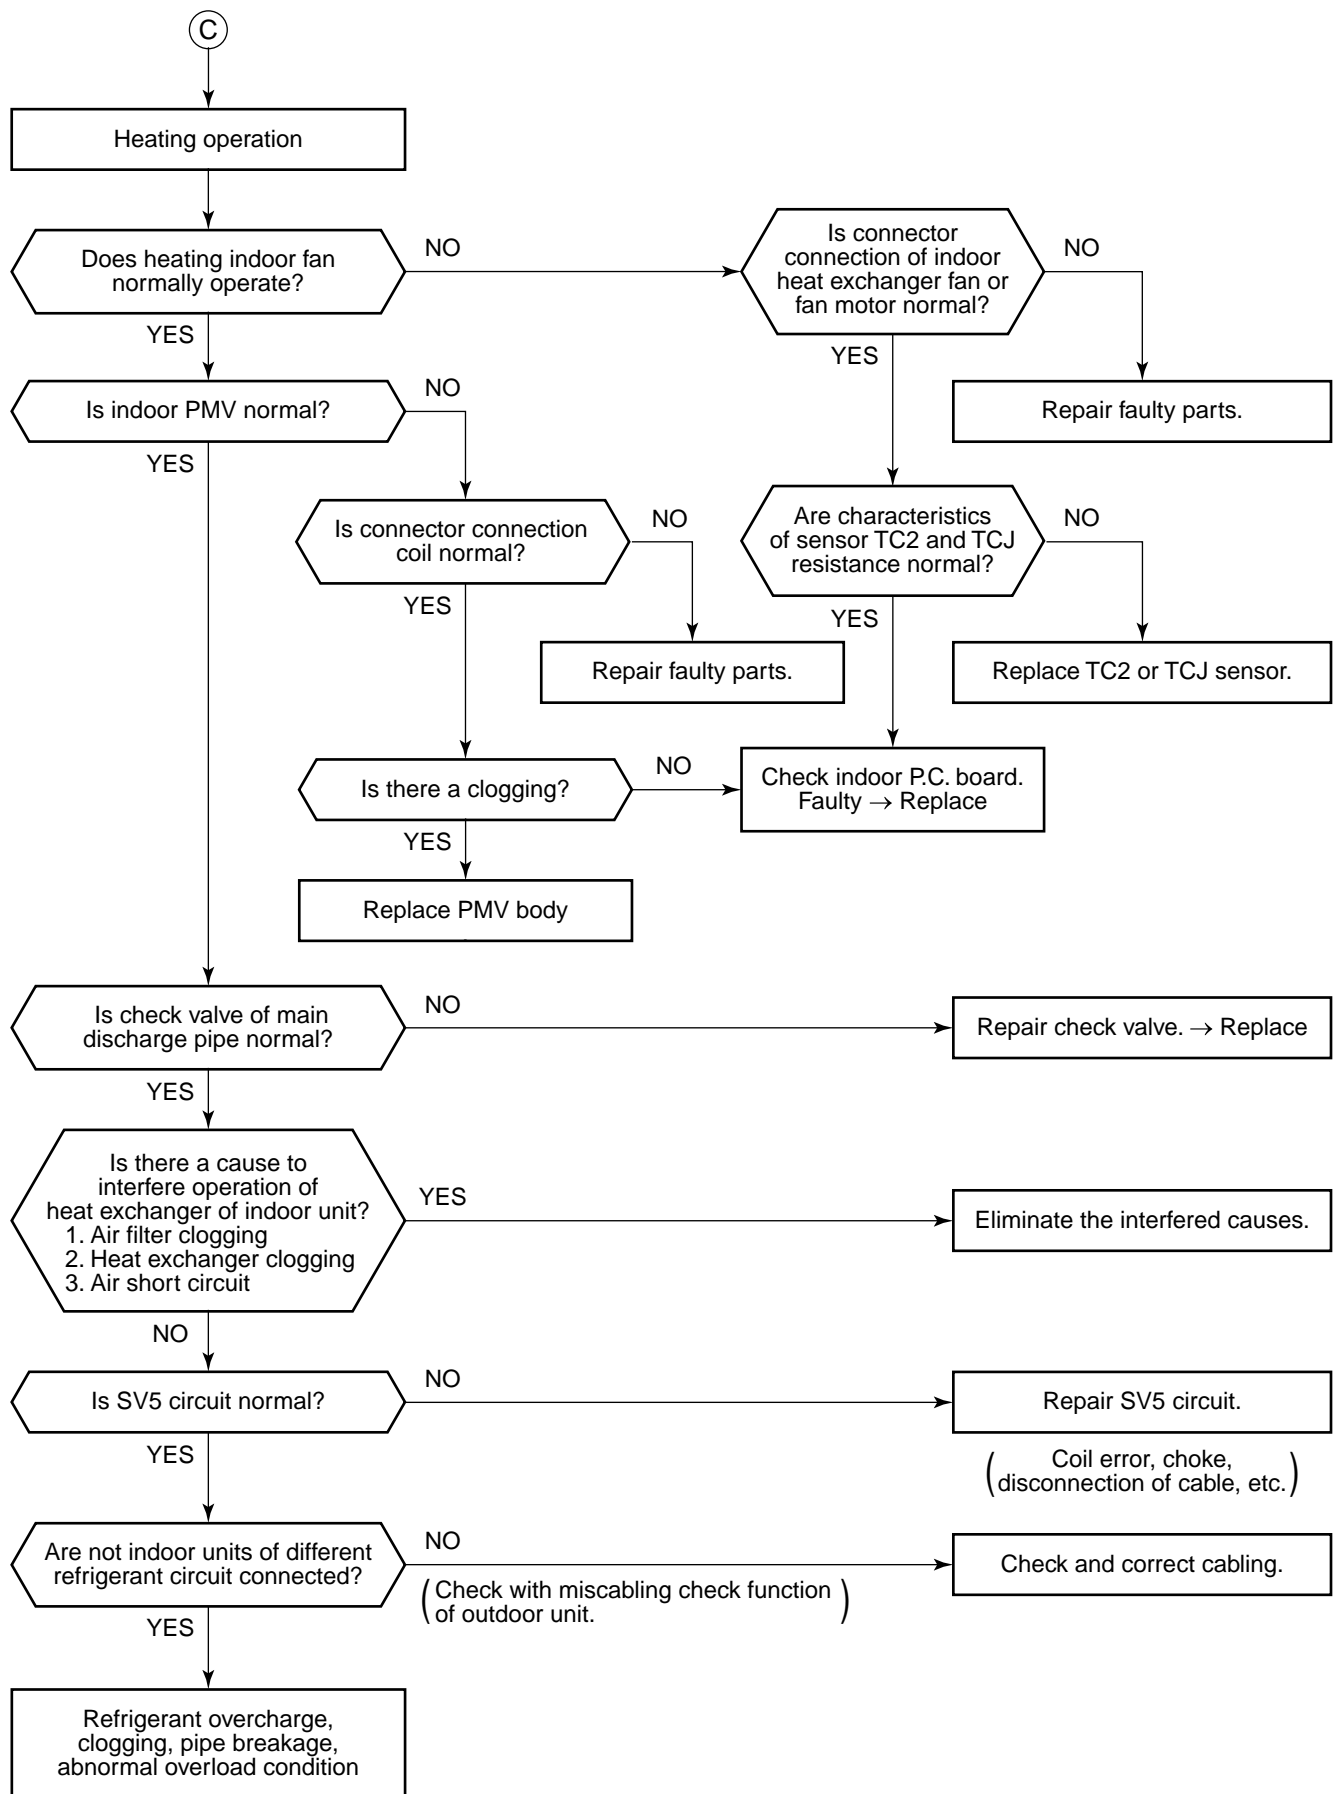 C
Heating operation
Does heating indoor fan
normally operate?
NO
YES
Is connector
connection of indoor
heat exchanger fan or
fan motor normal?
NO
YES
Repair faulty parts.
Is indoor PMV normal?
NO
YES
Is connector connection
coil normal?
NO
YES
Repair faulty parts.
Are characteristics
of sensor TC2 and TCJ
resistance normal?
NO
YES
Replace TC2 or TCJ sensor.
Is there a clogging?
NO
YES
Check indoor P.C. board.
Faulty → Replace
Replace PMV body
Is check valve of main
discharge pipe normal?
NO
YES
Repair check valve. → Replace
Is there a cause to
interfere operation of
heat exchanger of indoor unit?
1. Air filter clogging
2. Heat exchanger clogging
3. Air short circuit
YES
NO
Eliminate the interfered causes.
Is SV5 circuit normal?
NO
YES
Repair SV5 circuit.
(Coil error, choke,
disconnection of cable, etc.)
Are not indoor units of different
refrigerant circuit connected?
NO
YES
(Check with miscabling check function
of outdoor unit.)
Check and correct cabling.
Refrigerant overcharge,
clogging, pipe breakage,
abnormal overload condition